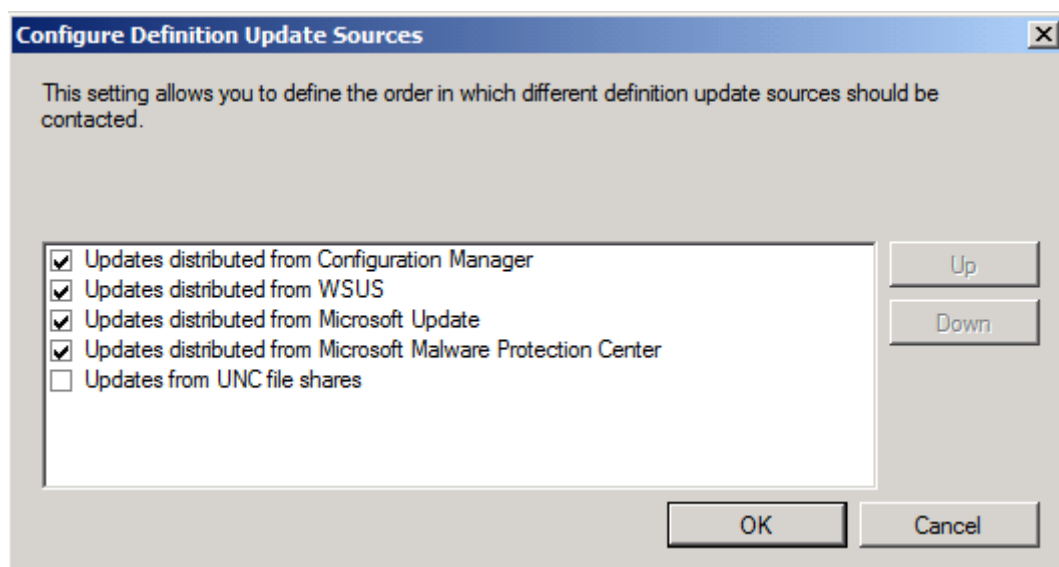 Configure Definition Update Sources
This setting allows you to define the order in which different definition update sources should be
contacted.
Updates distributed from Configuration Manager
Updates distributed from WSUS
Updates distributed from Microsoft Update
Updates distributed from Microsoft Malware Protection Center
Updates from UNC file shares
Up
Down
OK
Cancel